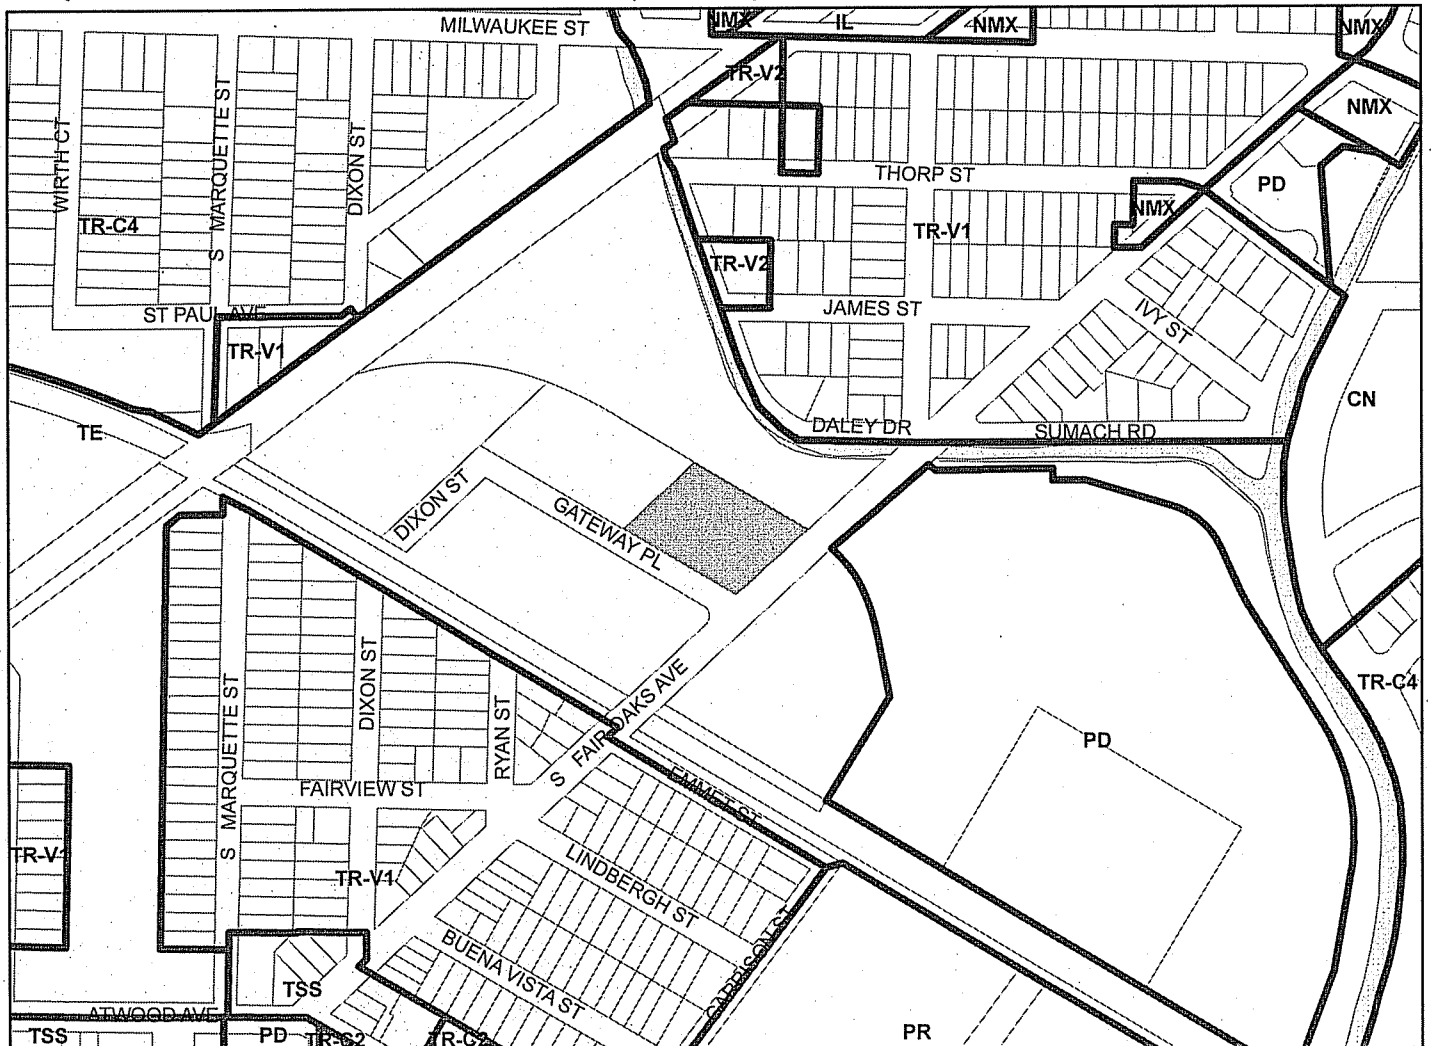 MILWAUKEE ST
NMX
IL
NMX
NMX
TR-V2
NMX
WIRTH CT
S MARQUETTE ST
DIXON ST
THORP ST
PD
NMX
TR-C4
TR-V1
TR-V2
JAMES ST
IVY ST
ST PAUL AVE
TR-V1
CN
TE
DALEY DR
SUMACH RD
DIXON ST
GATEWAY PL
S MARQUETTE ST
DIXON ST
RYAN ST
S FAIR OAKS AVE
TR-C4
PD
FAIRVIEW ST
EMMET ST
TR-V1
TR-V1
LINDBERGH ST
BUENA VISTA ST
GARRISON ST
TSS
ATWOOD AVE
TSS
PD
TR-C2
TR-C2
PR